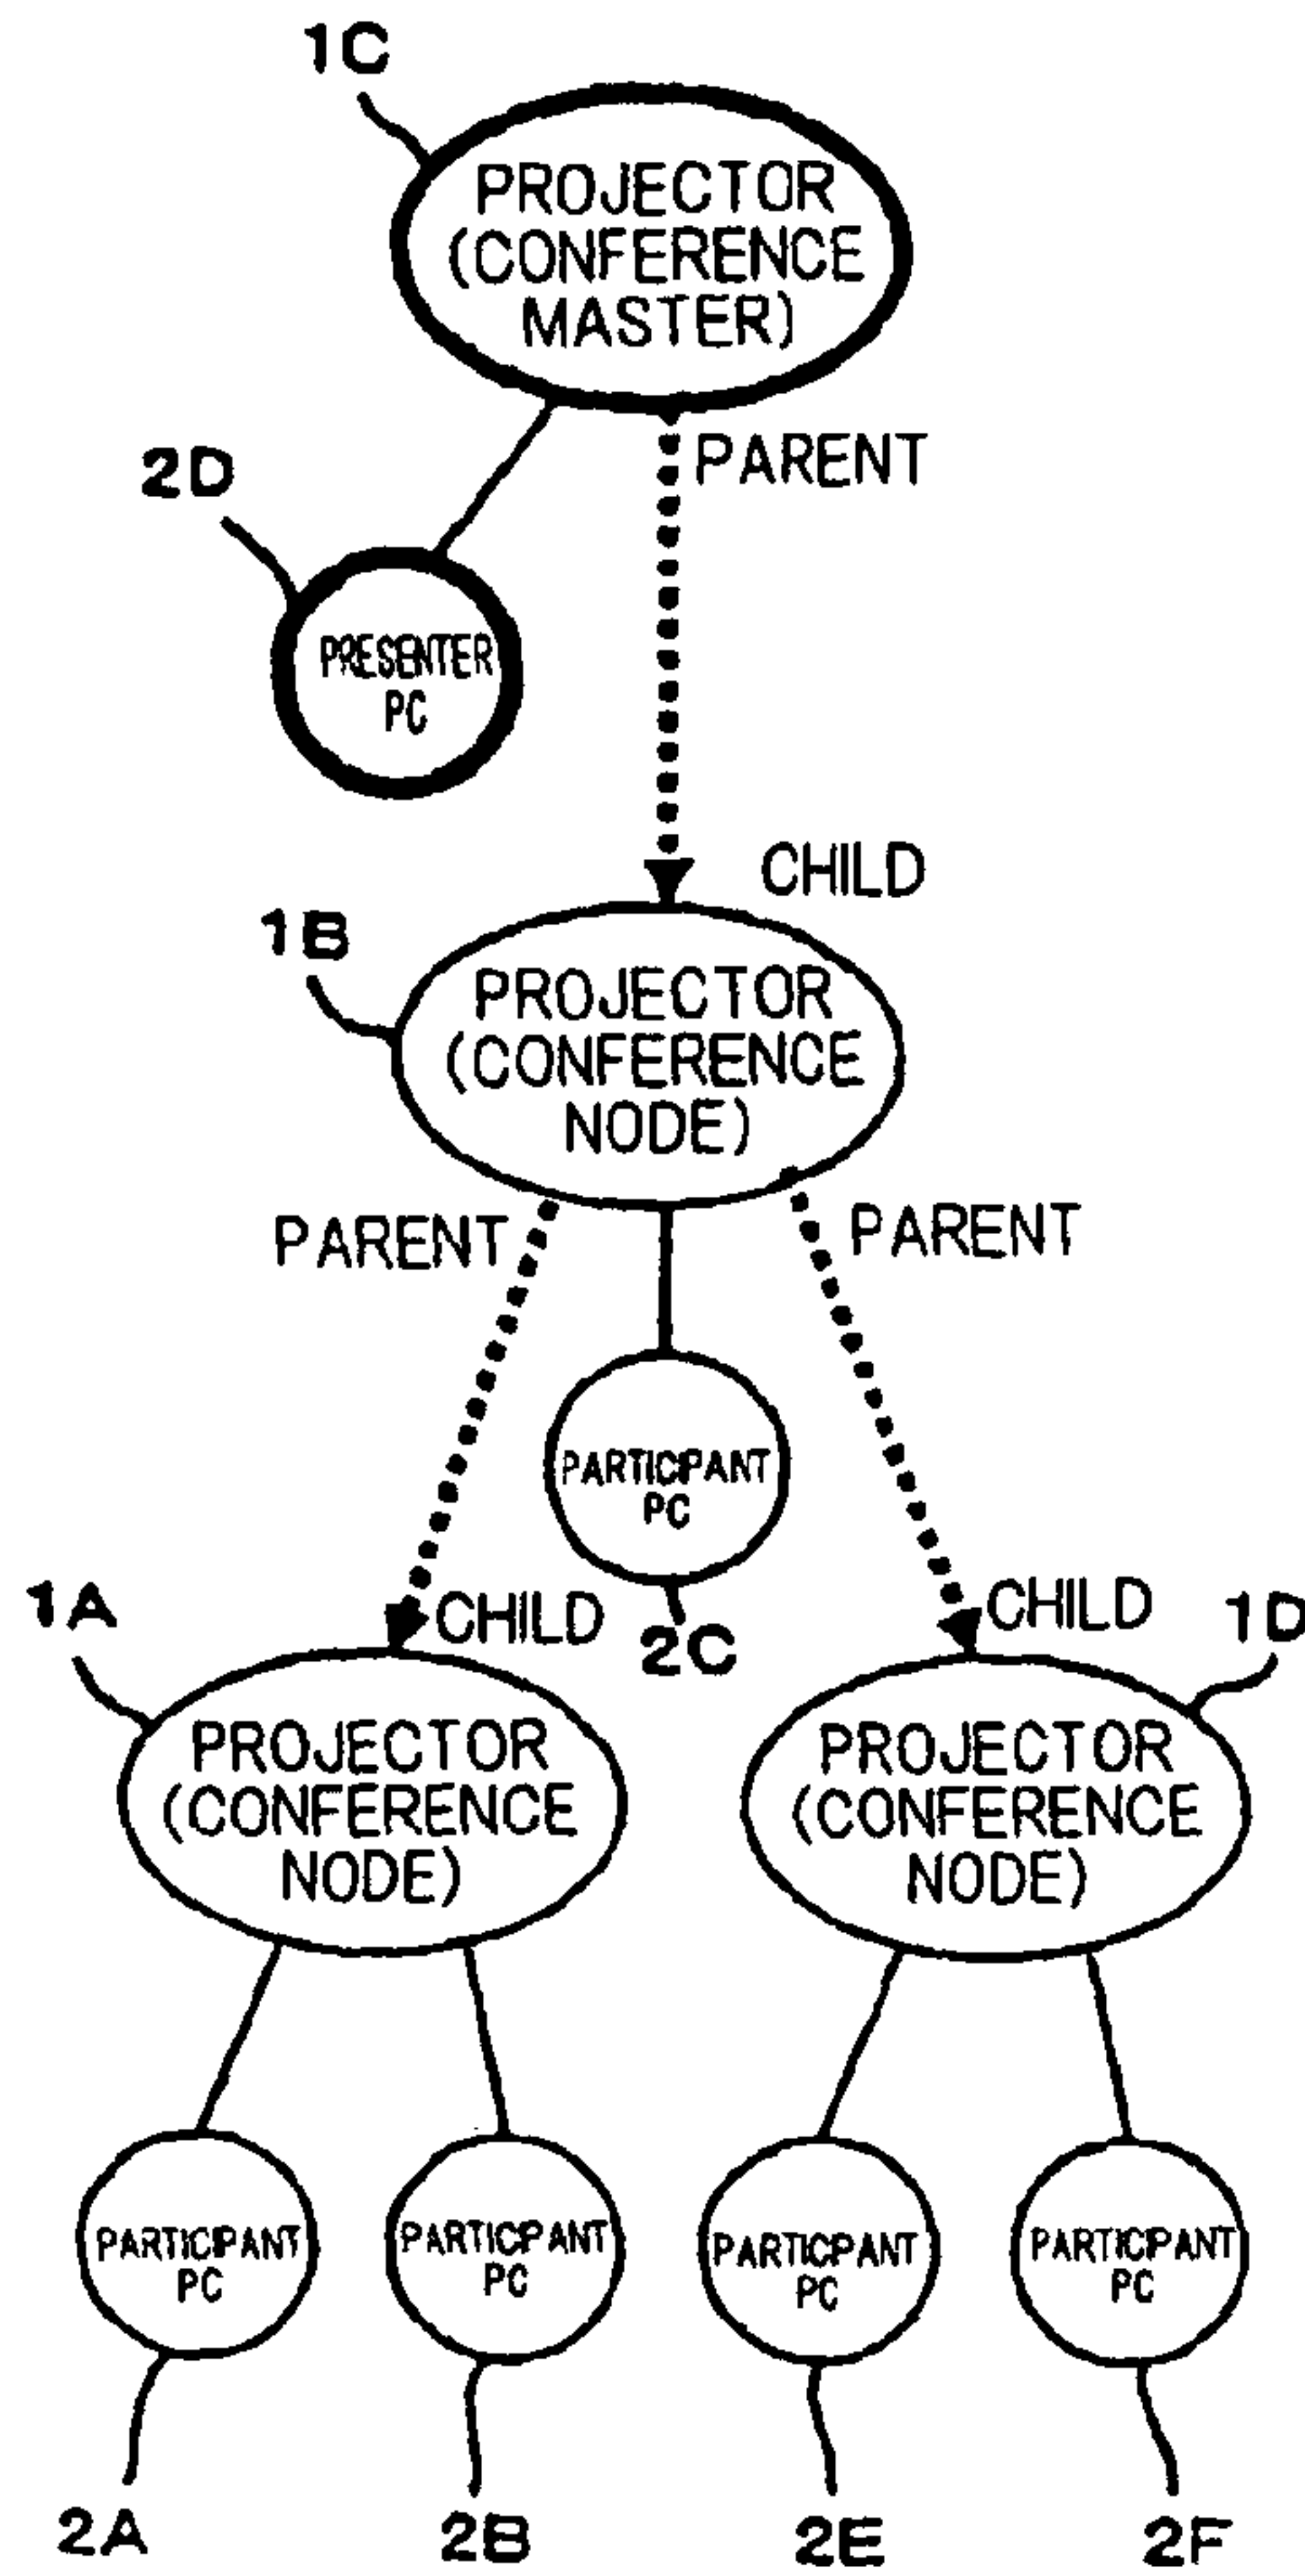 1C
PROJECTOR
(CONFERENCE
MASTER)
PARENT
2D
PRESENTER
PC
CHILD
1B
PROJECTOR
(CONFERENCE
NODE)
PARENT
PARENT
PARTICIPANT
PC
2C
1A
CHILD
CHILD
1D
PROJECTOR
(CONFERENCE
NODE)
PROJECTOR
(CONFERENCE
NODE)
PARTICIPANT
PC
PARTICPANT
PC
PARTICPANT
PC
PARTICPANT
PC
2A
2B
2E
2F